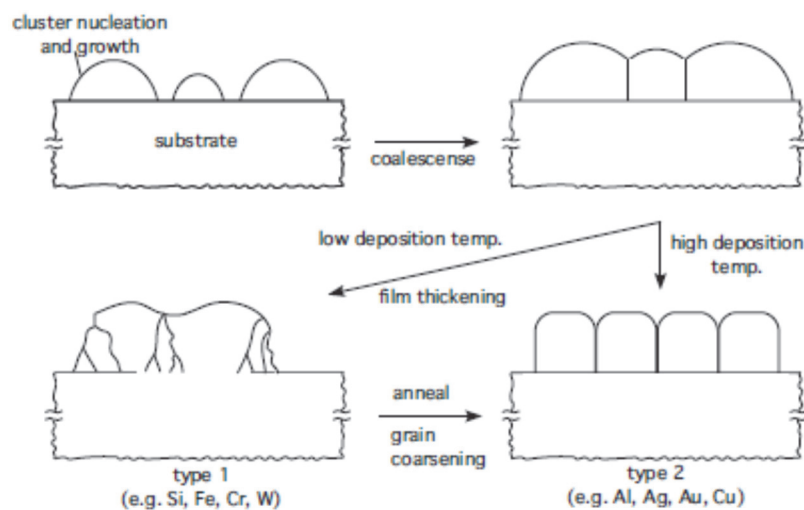 cluster nucleation
and growth
substrate
coalescense
low deposition temp.
high deposition
temp.
film thickening
anneal
grain
coarsening
type 1
(e.g. Si, Fe, Cr, W)
type 2
(e.g. Al, Ag, Au, Cu)